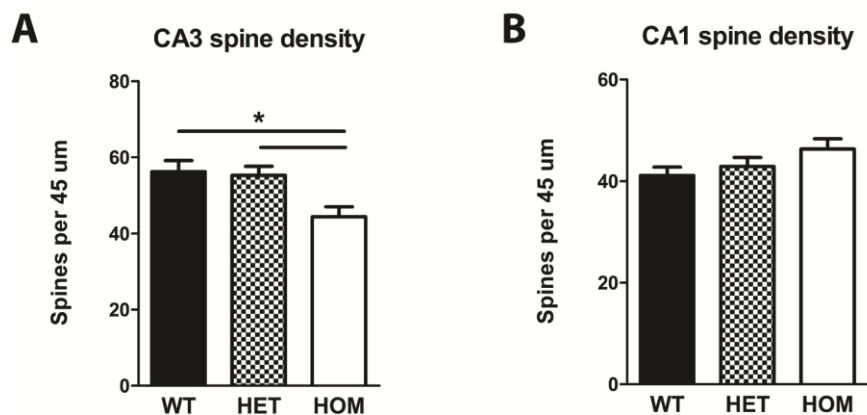 A
CA3 spine density
Spines per 45 um
80
60
40
20
0
*
WT HET HOM
B
CA1 spine density
Spines per 45 um
60
40
20
0
WT HET HOM